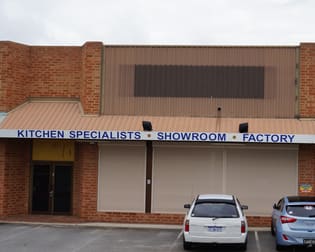 KITCHEN SPECIALISTS • SHOWROOM • FACTORY